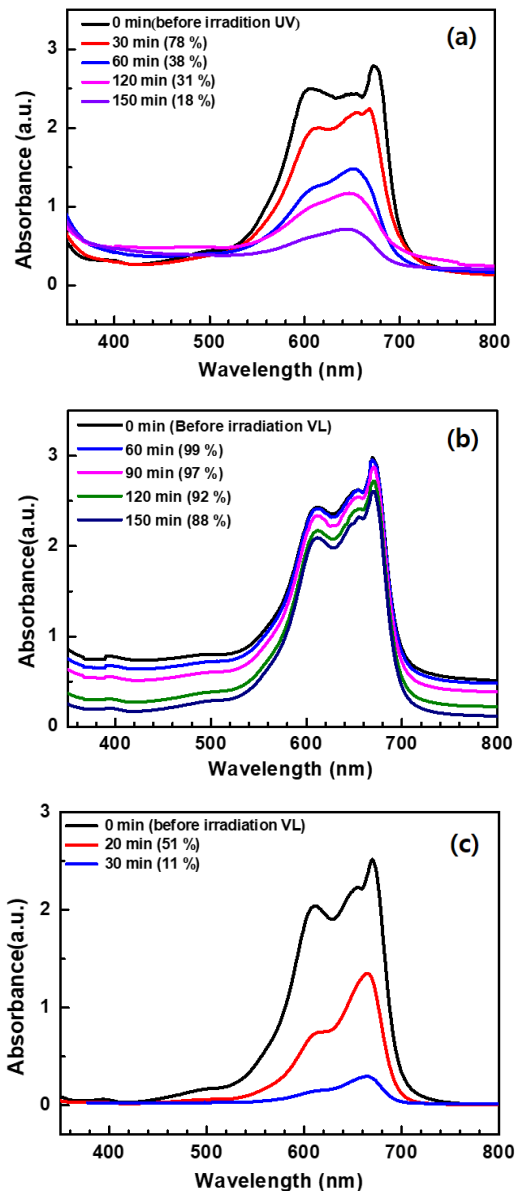 0 min(before irradition UV)
30 min (78 %)
60 min (38 %)
120 min (31 %)
150 min (18 %)
(a)
3
2
1
0
Absorbance (a.u.)
400 500 600 700 800
Wavelength (nm)
0 min (Before irradiation VL)
60 min (99 %)
90 min (97 %)
120 min (92 %)
150 min (88 %)
(b)
3
2
1
0
Absorbance(a.u.)
400 500 600 700 800
Wavelength (nm)
0 min (before irradiation VL)
20 min (51 %)
30 min (11 %)
(c)
3
2
1
0
Absorbance(a.u.)
400 500 600 700 800
Wavelength (nm)